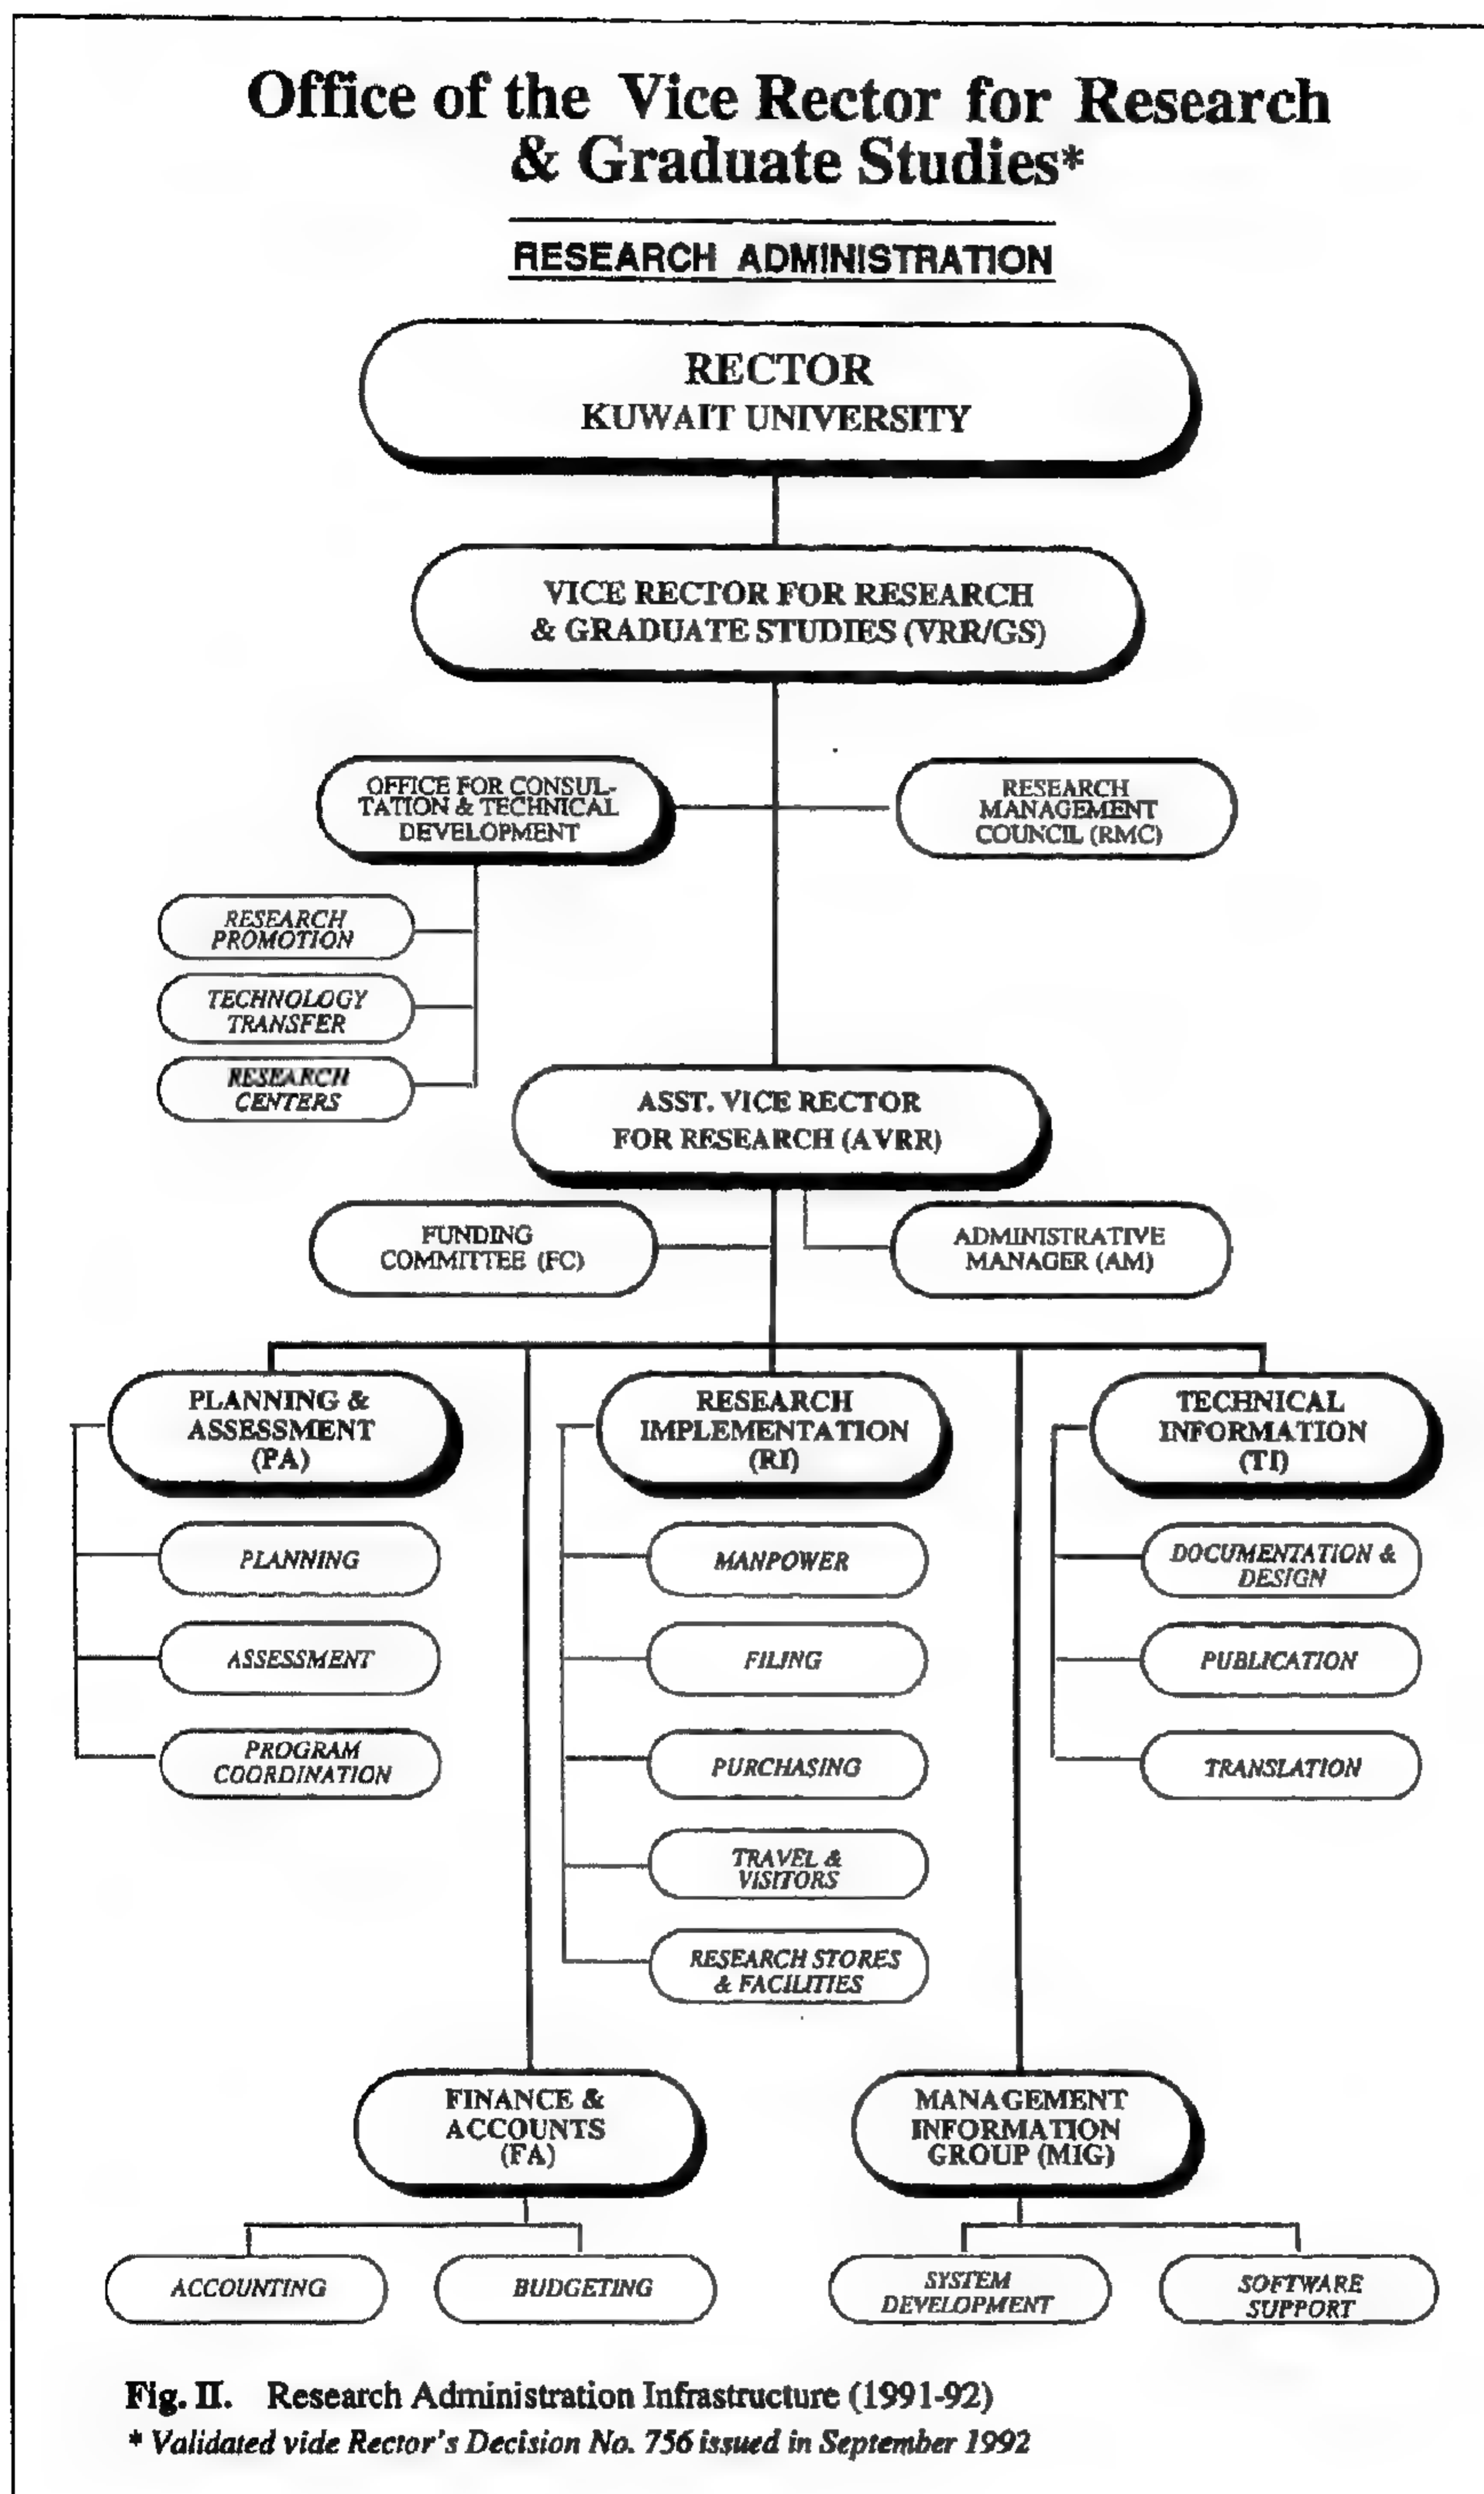 Office of the Vice Rector for Research
& Graduate Studies*
RESEARCH ADMINISTRATION
RECTOR
KUWAIT UNIVERSITY
VICE RECTOR FOR RESEARCH
& GRADUATE STUDIES (VRR/GS)
OFFICE FOR CONSUL-
TATION & TECHNICAL
DEVELOPMENT
RESEARCH
MANAGEMENT
COUNCIL (RMC)
RESEARCH
PROMOTION
TECHNOLOGY
TRANSFER
RESEARCH
CENTERS
ASST. VICE RECTOR
FOR RESEARCH (AVRR)
FUNDING
COMMITTEE (FC)
ADMINISTRATIVE
MANAGER (AM)
PLANNING &
ASSESSMENT
(PA)
PLANNING
ASSESSMENT
PROGRAM
COORDINATION
RESEARCH
IMPLEMENTATION
(RI)
MANPOWER
FILING
PURCHASING
TRAVEL &
VISITORS
RESEARCH STORES
& FACILITIES
TECHNICAL
INFORMATION
(TI)
DOCUMENTATION &
DESIGN
PUBLICATION
TRANSLATION
FINANCE &
ACCOUNTS
(FA)
ACCOUNTING
BUDGETING
MANAGEMENT
INFORMATION
GROUP (MIG)
SYSTEM
DEVELOPMENT
SOFTWARE
SUPPORT
Fig. II. Research Administration Infrastructure (1991-92)
* Validated vide Rector's Decision No. 756 issued in September 1992